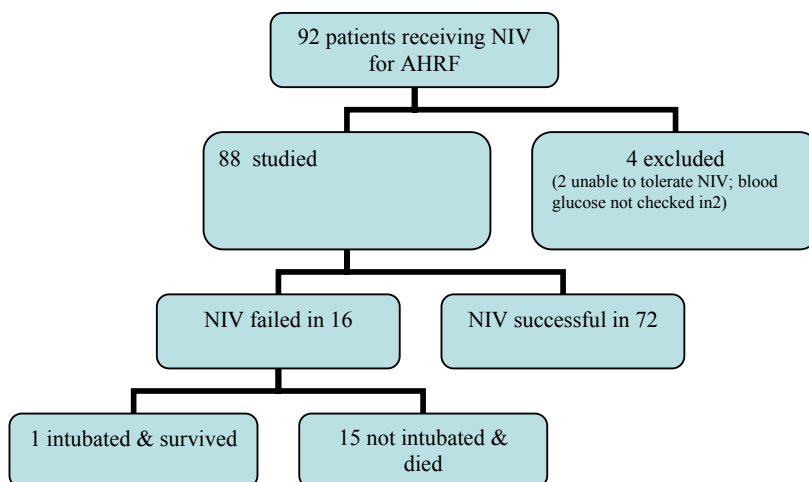 92 patients receiving NIV
for AHRF
88  studied
4 excluded
(2 unable to tolerate NIV; blood
glucose not checked in2)
NIV failed in 16
NIV successful in 72
1 intubated & survived
15 not intubated &
died